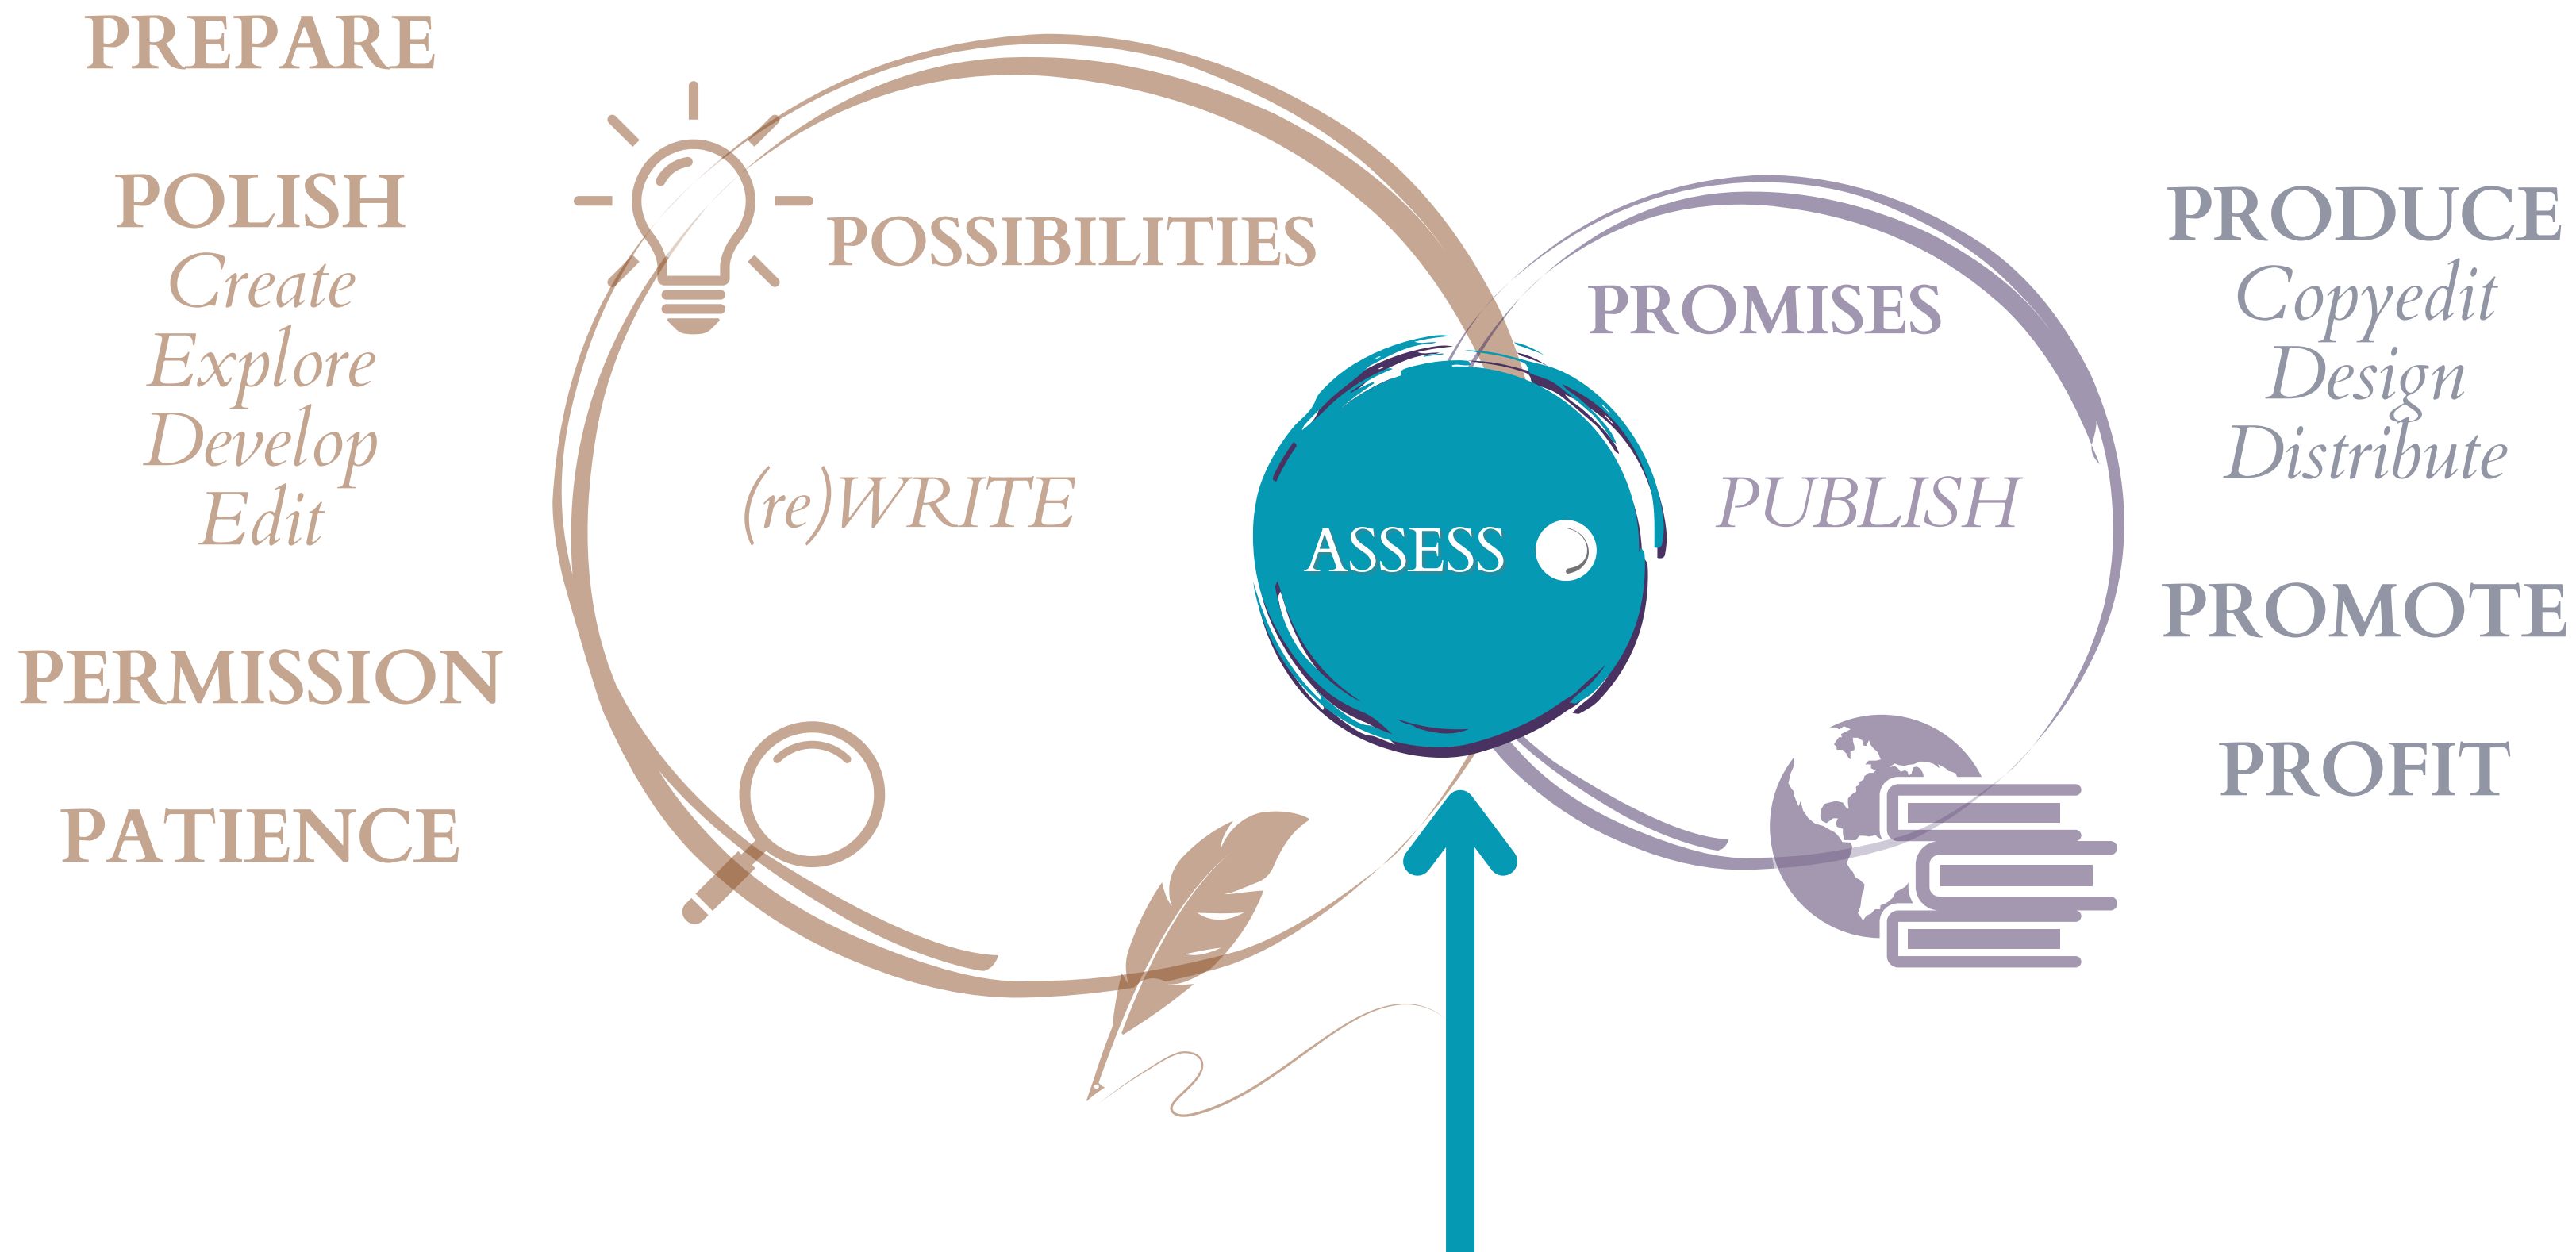 PREPARE
POLISH
Create
Explore
Develop
Edit
PERMISSION
PATIENCE
POSSIBILITIES
(re)WRITE
ASSESS
PROMISES
PUBLISH
PRODUCE
Copyedit
Design
Distribute
PROMOTE
PROFIT